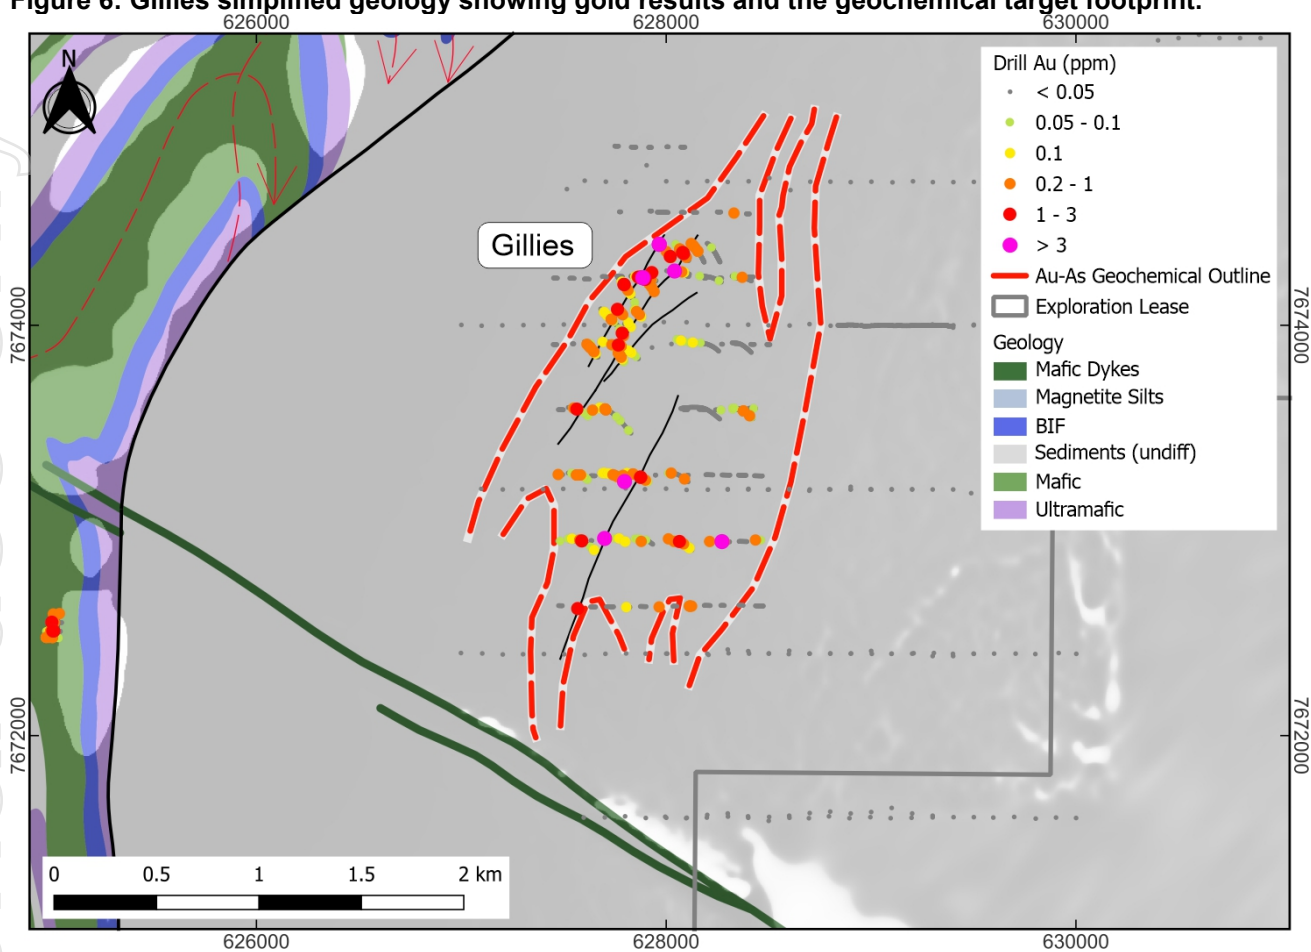 Figure 6: Gillies simplified geology showing gold results and the geochemical target footprint.
626000
628000
630000
N
Drill Au (ppm)
< 0.05
0.05 - 0.1
0.1
0.2 - 1
1 - 3
> 3
Au-As Geochemical Outline
Exploration Lease
Geology
Mafic Dykes
Magnetite Silts
BIF
Sediments (undiff)
Mafic
Ultramafic
Gillies
7674000
7674000
7672000
7672000
0 0.5 1 1.5 2 km
626000
628000
630000